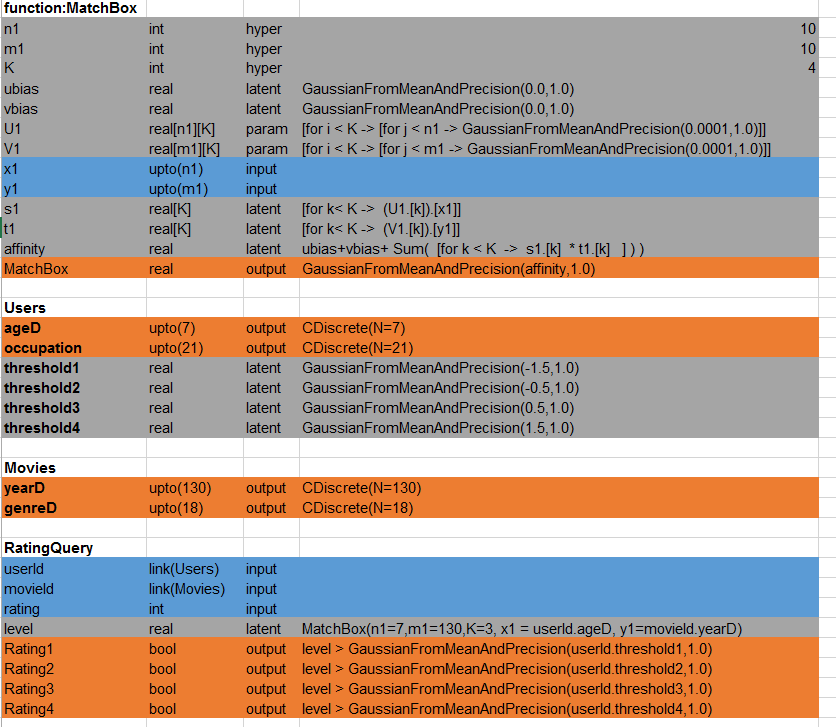 function:MatchBox
n1 int hyper 10
m1 int hyper 10
K int hyper 4
ubias real latent GaussianFromMeanAndPrecision(0.0,1.0)
vbias real latent GaussianFromMeanAndPrecision(0.0,1.0)
U1 real[n1][K] param [for i < K -> [for j < n1 -> GaussianFromMeanAndPrecision(0.0001,1.0)]]
V1 real[m1][K] param [for i < K -> [for j < m1 -> GaussianFromMeanAndPrecision(0.0001,1.0)]]
x1 upto(n1) input
y1 upto(m1) input
s1 real[K] latent [for k< K -> (U1.[k]).[x1]]
t1 real[K] latent [for k< K -> (V1.[k]).[y1]]
affinity real latent ubias+vbias+ Sum( [for k < K -> s1.[k] * t1.[k] ] ) )
MatchBox real output GaussianFromMeanAndPrecision(affinity,1.0)
Users
ageD upto(7) output CDiscrete(N=7)
occupation upto(21) output CDiscrete(N=21)
threshold1 real latent GaussianFromMeanAndPrecision(-1.5,1.0)
threshold2 real latent GaussianFromMeanAndPrecision(-0.5,1.0)
threshold3 real latent GaussianFromMeanAndPrecision(0.5,1.0)
threshold4 real latent GaussianFromMeanAndPrecision(1.5,1.0)
Movies
yearD upto(130) output CDiscrete(N=130)
genreD upto(18) output CDiscrete(N=18)
RatingQuery
userId link(Users) input
movieId link(Movies) input
rating int input
level real latent MatchBox(n1=7,m1=130,K=3, x1 = userId.ageD, y1=movieId.yearD)
Rating1 bool output level > GaussianFromMeanAndPrecision(userId.threshold1,1.0)
Rating2 bool output level > GaussianFromMeanAndPrecision(userId.threshold2,1.0)
Rating3 bool output level > GaussianFromMeanAndPrecision(userId.threshold3,1.0)
Rating4 bool output level > GaussianFromMeanAndPrecision(userId.threshold4,1.0)